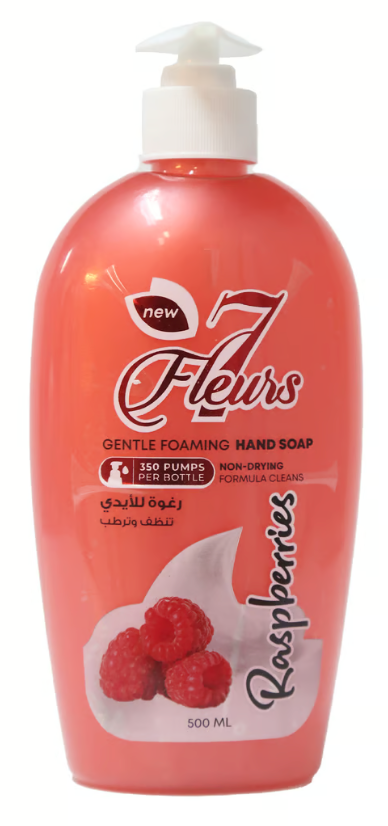 new
7
Fleurs
GENTLE FOAMING HAND SOAP
350 PUMPS
PER BOTTLE
NON-DRYING
FORMULA CLEANS
رغوة للأيدي
تنظف وترطب
Raspberries
500 ML